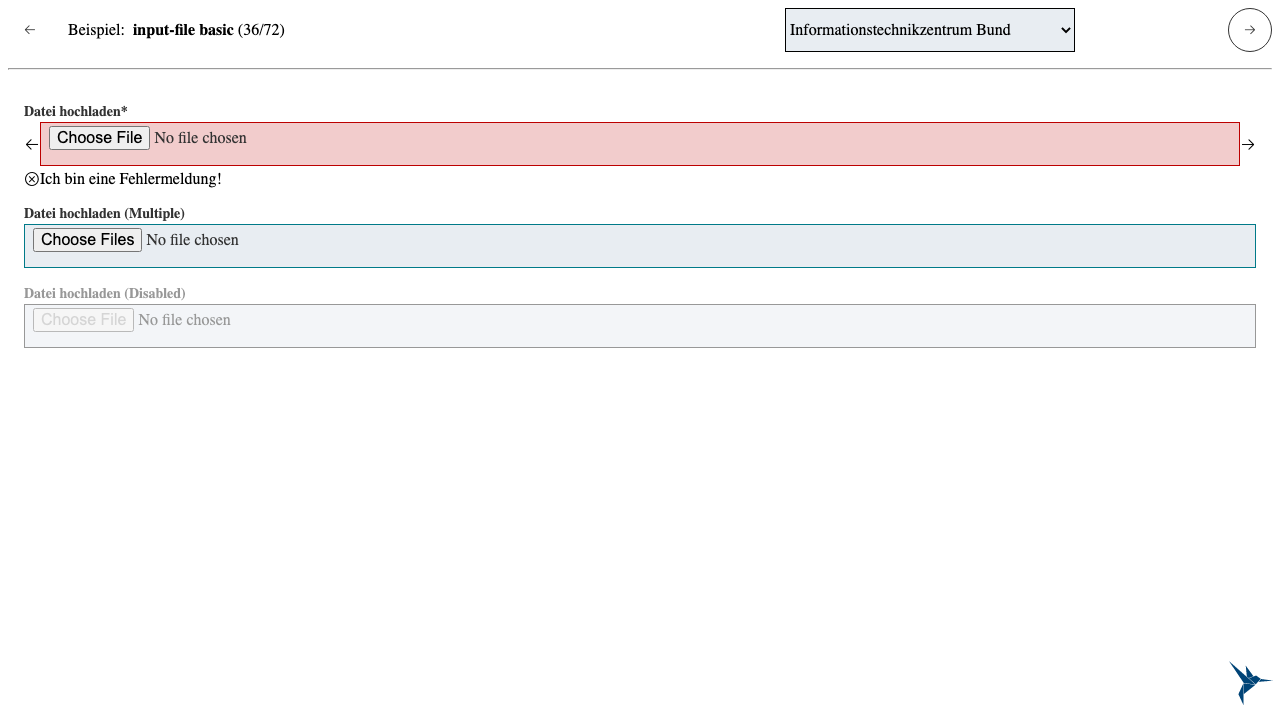 Beispiel: input-file basic (36/72)
Informationstechnikzentrum Bund
Datei hochladen*
Choose File No file chosen
Ich bin eine Fehlermeldung!
Datei hochladen (Multiple)
Choose Files No file chosen
Datei hochladen (Disabled)
Choose File No file chosen